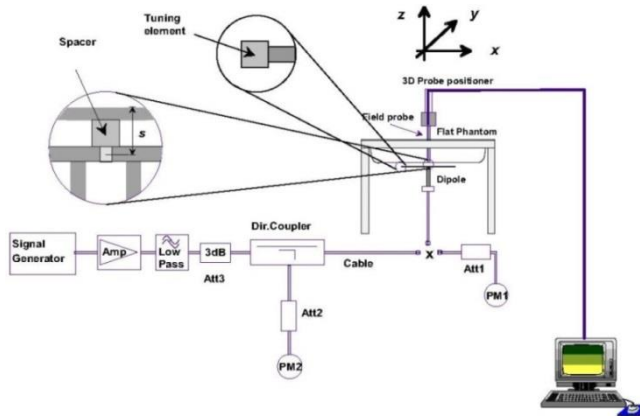 Tuning
element
Spacer
s
z
y
x
3D Probe positioner
Field probe
Flat Phantom
Dipole
Signal
Generator
Amp
Low
Pass
3dB
Att3
Dir.Coupler
Cable
X
Att1
PM1
Att2
PM2